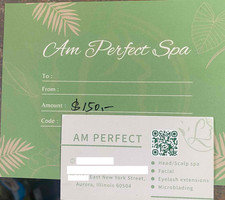 Am Perfect Spa
To :
From :
Amount : $150,-
Code :
AM PERFECT
East New York Street,
Aurora, Illinois 60504
Head Scalp spa
Facial
Eyelash extensions
Microblading